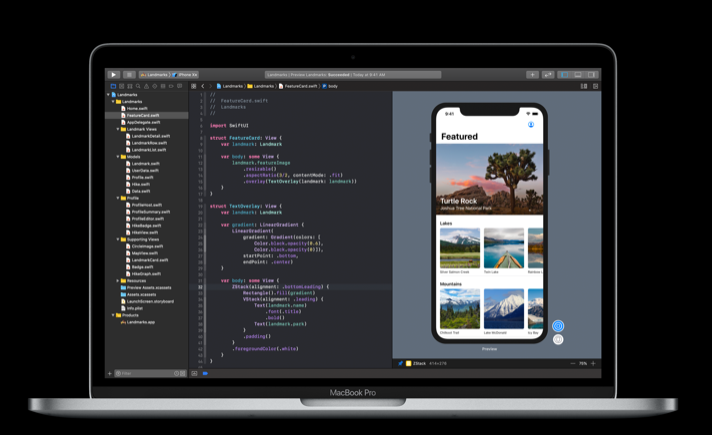 Landmarks
iPhone Xs
Landmarks | Preview Landmarks: Succeeded | Today at 9:41 AM
Landmarks
Landmarks
Home.swift
FeatureCard.swift
AppDelegate.swift
Landmark Views
LandmarkDetail.swift
LandmarkRow.swift
LandmarkList.swift
Models
Landmark.swift
UserData.swift
Profile.swift
Hike.swift
Data.swift
Profile
ProfileHost.swift
ProfileSummary.swift
ProfileEditor.swift
HikeBadge.swift
HikeView.swift
Supporting Views
CircleImage.swift
MapView.swift
LandmarkCard.swift
Badge.swift
HikeGraph.swift
Resources
Preview Assets.xcassets
Assets.xcassets
LaunchScreen.storyboard
Info.plist
Products
Landmarks.app
Filter
Landmarks
Landmarks
FeatureCard.swift
body
//
// FeatureCard.swift
// Landmarks
//
import SwiftUI
struct FeatureCard: View {
var landmark: Landmark
var body: some View {
landmark.featureImage
.resizable()
.aspectRatio(3/2, contentMode: .fit)
.overlay(TextOverlay(landmark: landmark))
}
}
struct TextOverlay: View {
var landmark: Landmark
var gradient: LinearGradient {
LinearGradient(
gradient: Gradient(colors: [
Color.black.opacity(0.6),
Color.black.opacity(0)]),
startPoint: .bottom,
endPoint: .center)
}
var body: some View {
ZStack(alignment: .bottomLeading) {
Rectangle().fill(gradient)
VStack(alignment: .leading) {
Text(landmark.name)
.font(.title)
.bold()
Text(landmark.park)
}
.padding()
}
.foregroundColor(.white)
}
}
9:41
Featured
Turtle Rock
Joshua Tree National Park
Lakes
Silver Salmon Creek
Twin Lake
Mountains
Chilkoot Trail
Lake McDonald
Icy Bay
Preview
ZStack 414x276
75%
MacBook Pro